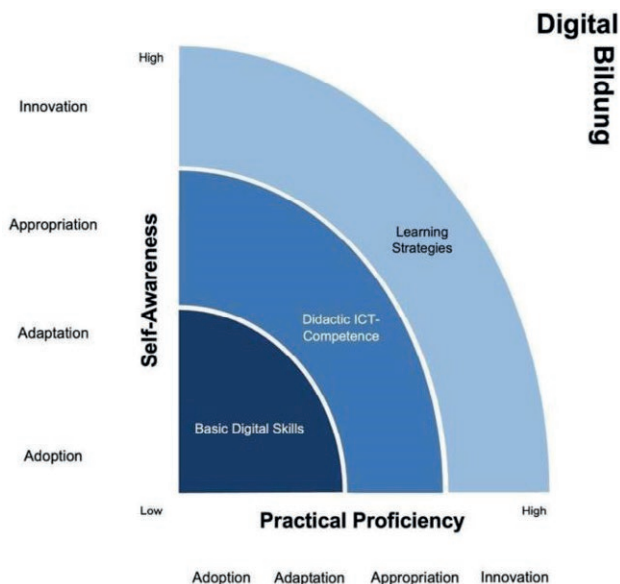 Digital
Bildung
High
Innovation
Appropriation
Learning
Strategies
Self-Awareness
Didactic ICT-
Competence
Adaptation
Basic Digital Skills
Adoption
Low
Practical Proficiency
High
Adoption
Adaptation
Appropriation
Innovation